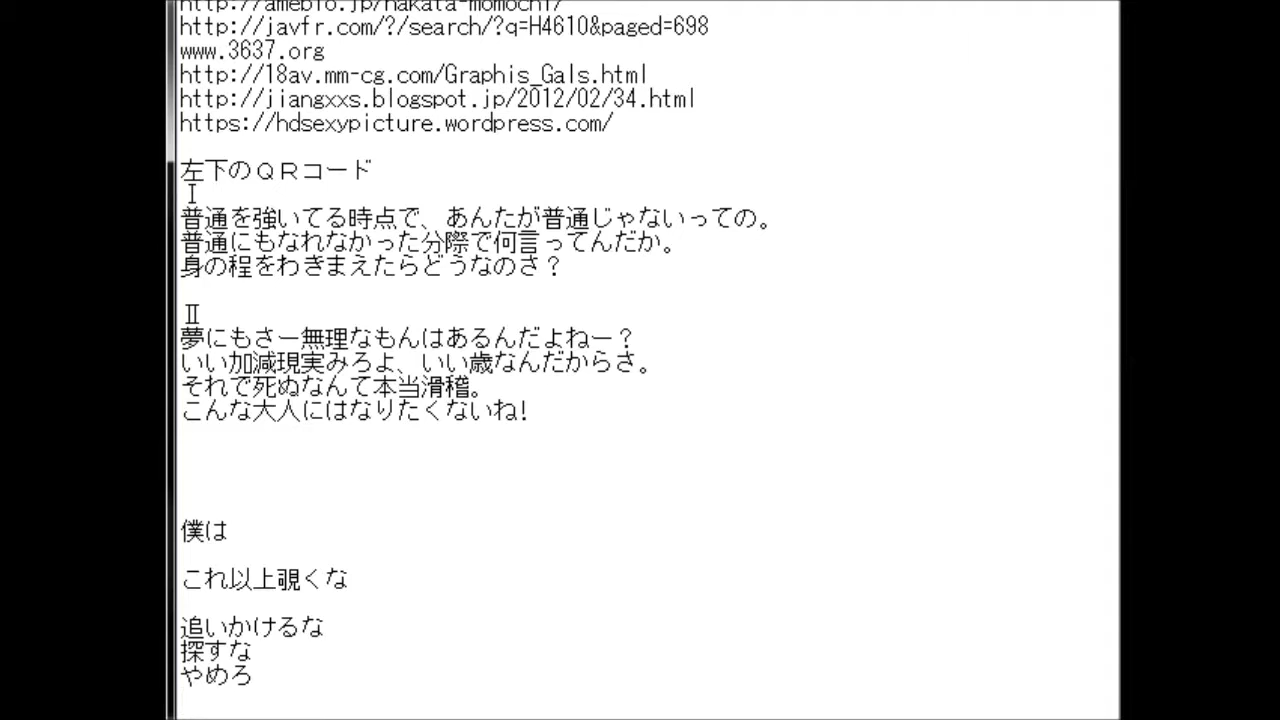 http://ameblo.jp/hakata-momochi/
http://javfr.com/?/search/?q=H4610&paged=698
www.3637.org
http://18av.mm-cg.com/Graphis_Gals.html
http://jiangxxs.blogspot.jp/2012/02/34.html
https://hdsexypicture.wordpress.com/
左下のＱＲコード
Ⅰ
普通を強いてる時点で、あんたが普通じゃないっての。
普通にもなれなかった分際で何言ってんだか。
身の程をわきまえたらどうなのさ？
Ⅱ
夢にもさー無理なもんはあるんだよねー？
いい加減現実みろよ、いい歳なんだからさ。
それで死ぬなんて本当滑稽。
こんな大人にはなりたくないね!
僕は
これ以上覗くな
追いかけるな
探すな
やめろ